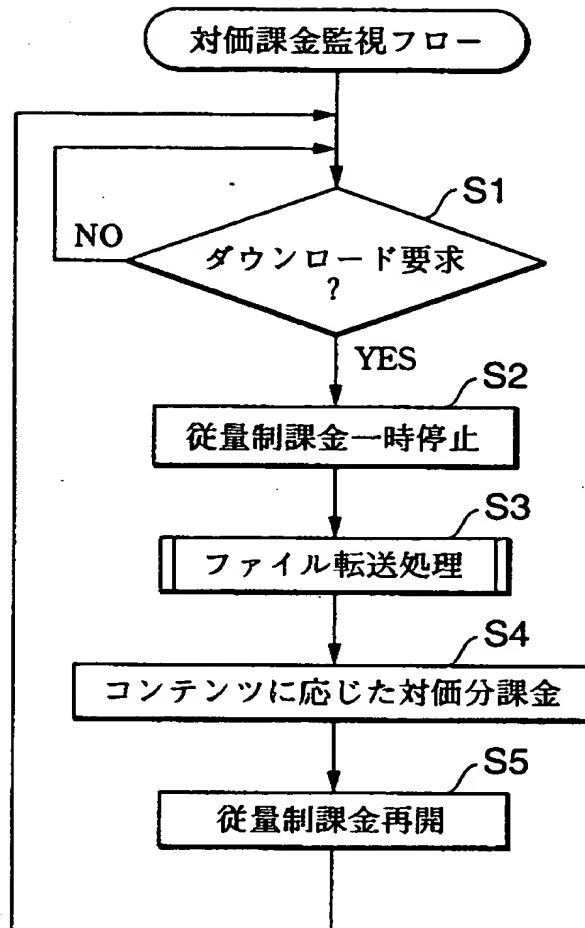 対価課金監視フロー
S1
NO
ダウンロード要求
?
YES
S2
従量制課金一時停止
S3
ファイル転送処理
S4
コンテンツに応じた対価分課金
S5
従量制課金再開